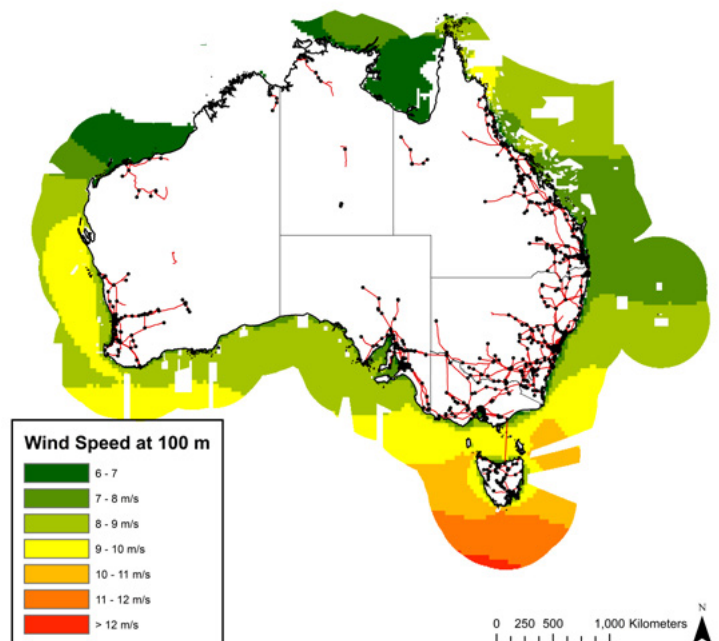 Wind Speed at 100 m
6 - 7
7 - 8 m/s
8 - 9 m/s
9 - 10 m/s
10 - 11 m/s
11 - 12 m/s
> 12 m/s
N
0 250 500 1,000 Kilometers